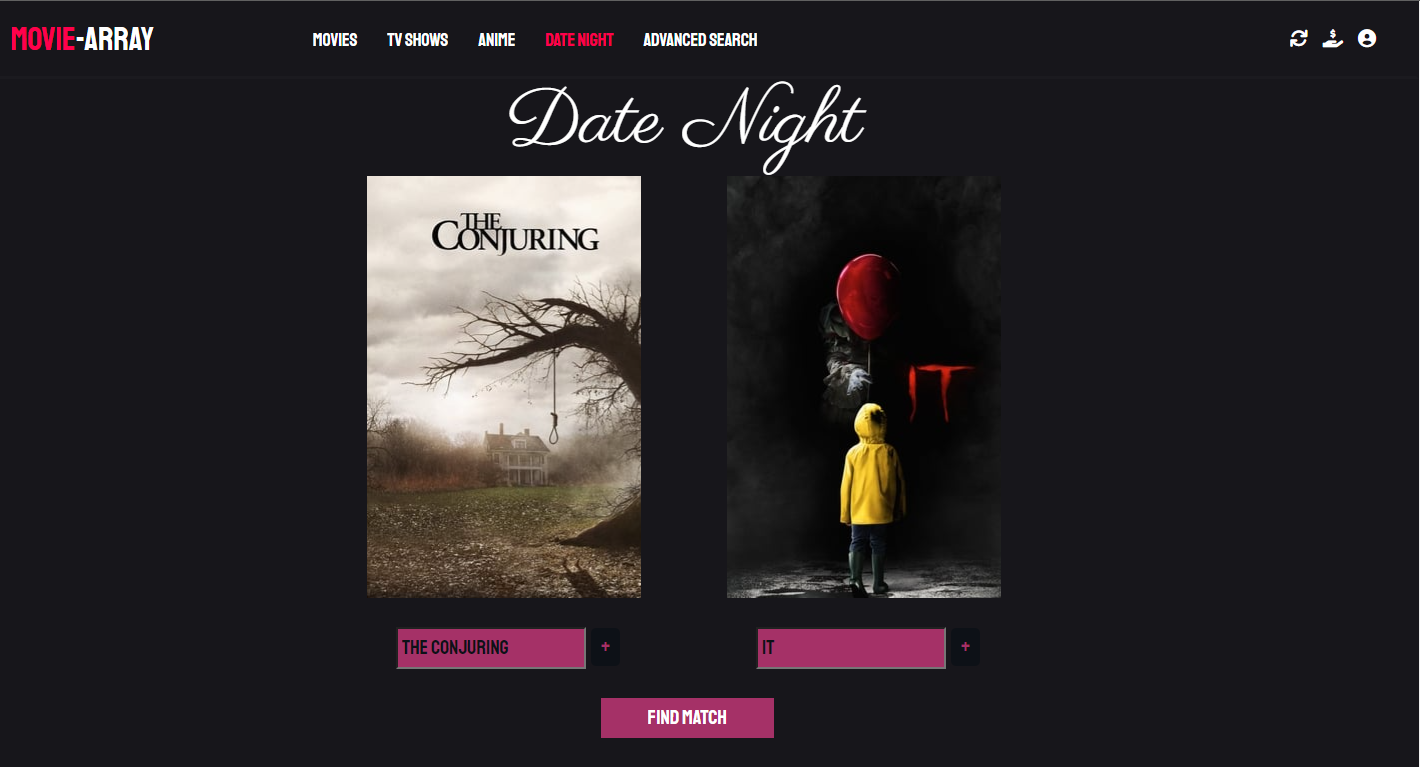 MOVIE-ARRAY
MOVIES TV SHOWS ANIME DATE NIGHT ADVANCED SEARCH
$
Date Night
THE
CONJURING
IT
THE CONJURING +
IT +
FIND MATCH